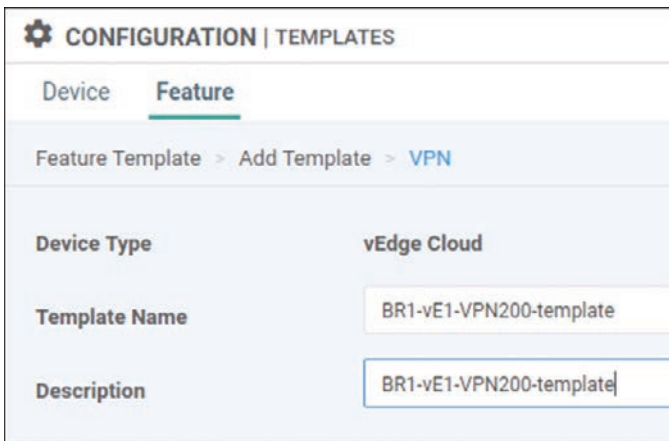 CONFIGURATION | TEMPLATES
Device Feature
Feature Template > Add Template > VPN
Device Type vEdge Cloud
Template Name BR1-vE1-VPN200-template
Description BR1-vE1-VPN200-template